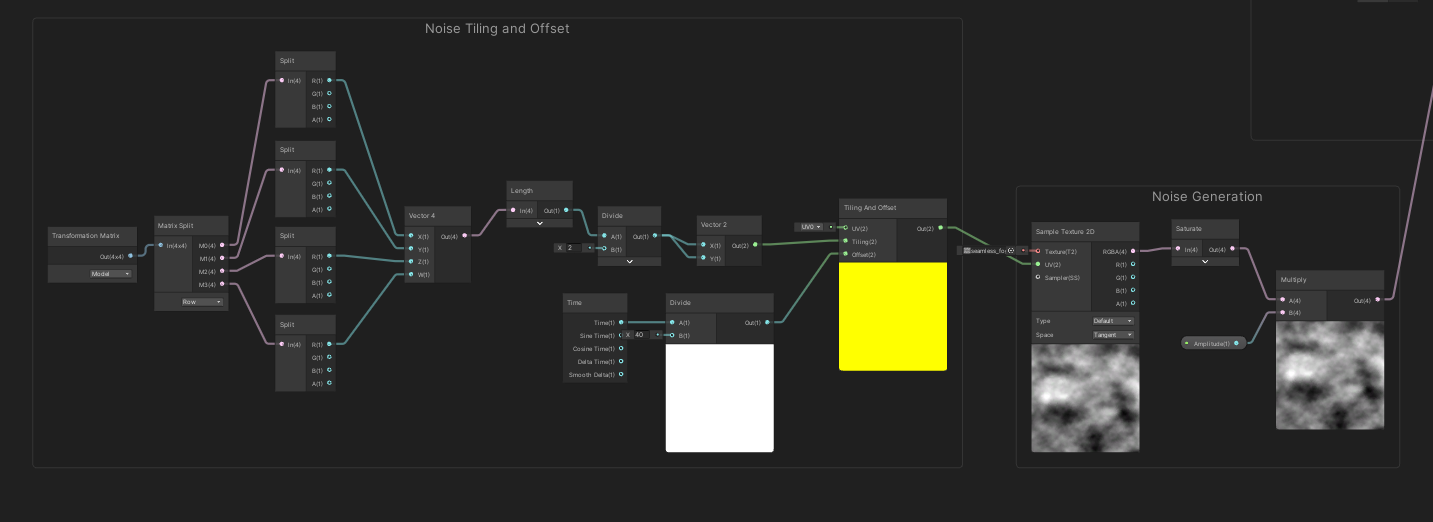 Noise Tiling and Offset
Transformation Matrix
Out(4x4)
Model
Matrix Split
In(4x4)
M0(4)
M1(4)
M2(4)
M3(4)
Row
Split
In(4)
R(1)
G(1)
B(1)
A(1)
Split
In(4)
R(1)
G(1)
B(1)
A(1)
Split
In(4)
R(1)
G(1)
B(1)
A(1)
Split
In(4)
R(1)
G(1)
B(1)
A(1)
Vector 4
X(1)
Out(4)
Y(1)
Z(1)
W(1)
Length
In(4)
Out(1)
Divide
X 2
A(1)
Out(1)
B(1)
Vector 2
X(1)
Out(2)
Y(1)
Time
Time(1)
Sine Time(1)
Cosine Time(1)
Delta Time(1)
Smooth Delta(1)
X 40
Divide
A(1)
Out(1)
B(1)
Tiling And Offset
UV0
UV(2)
Out(2)
Tiling(2)
Offset(2)
Noise Generation
Sample Texture 2D
Texture(T2)
RGBA(4)
UV(2)
R(1)
Sampler(SS)
G(1)
B(1)
A(1)
Type
Default
Space
Tangent
Saturate
In(4)
Out(4)
Amplitude(1)
Multiply
A(4)
Out(4)
B(4)